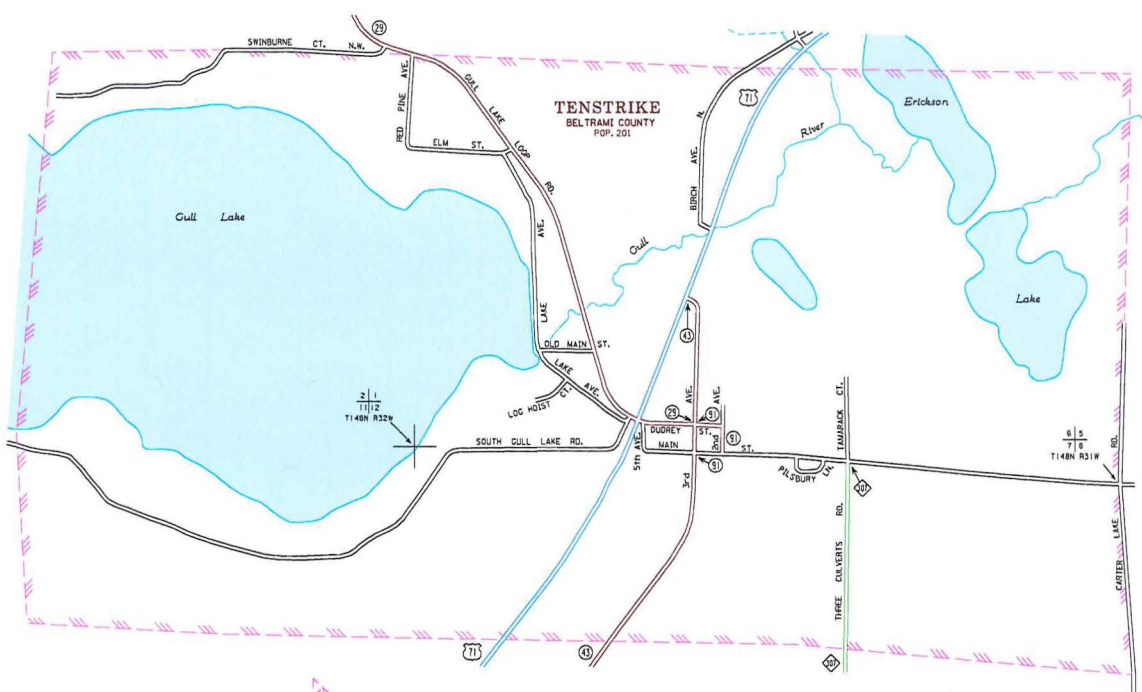 29
SWINBURNE CT. N.W.
RED PINE AVE.
GULL LAKE LOOP RD.
ELM ST.
TENSTRIKE
BELTRAMI COUNTY
POP. 201
71
BIRCH AVE. N.
Gull River
Erickson
Lake
Gull Lake
LAKE AVE.
OLD MAIN ST.
LAKE AVE.
LOG HOIST CT.
43
2 1
11 12
T148N R32W
SOUTH GULL LAKE RD.
5th AVE.
29
91
DUDREY ST.
MAIN ST.
3rd AVE.
2nd AVE.
91
91
PILSBURY LN.
TAMARACK CT.
307
THREE CULVERTS RD.
6 5
7 8
T148N R31W
CARTER LAKE RD.
71
43
307